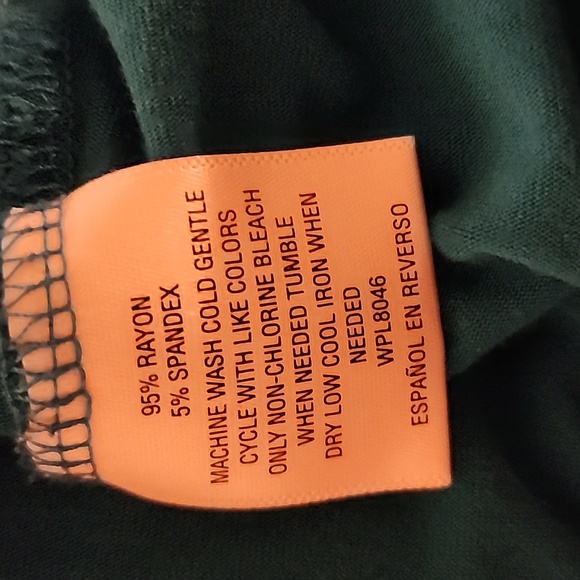 95% RAYON
5% SPANDEX
MACHINE WASH COLD GENTLE
CYCLE WITH LIKE COLORS
ONLY NON-CHLORINE BLEACH
WHEN NEEDED TUMBLE
DRY LOW COOL IRON WHEN
NEEDED
WPL8046
ESPAÑOL EN REVERSO